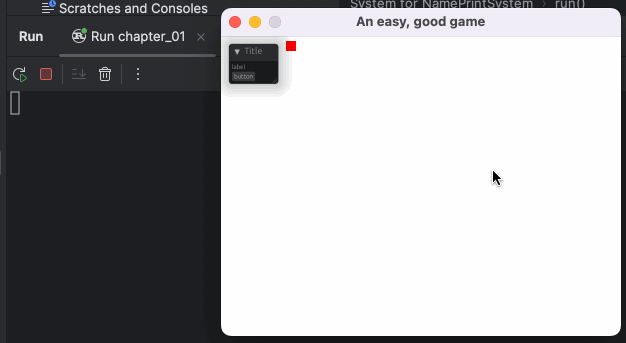 Scratches and Consoles
System for NamePrintSystem › run()
Run
Run chapter_01
An easy, good game
Title
label
button